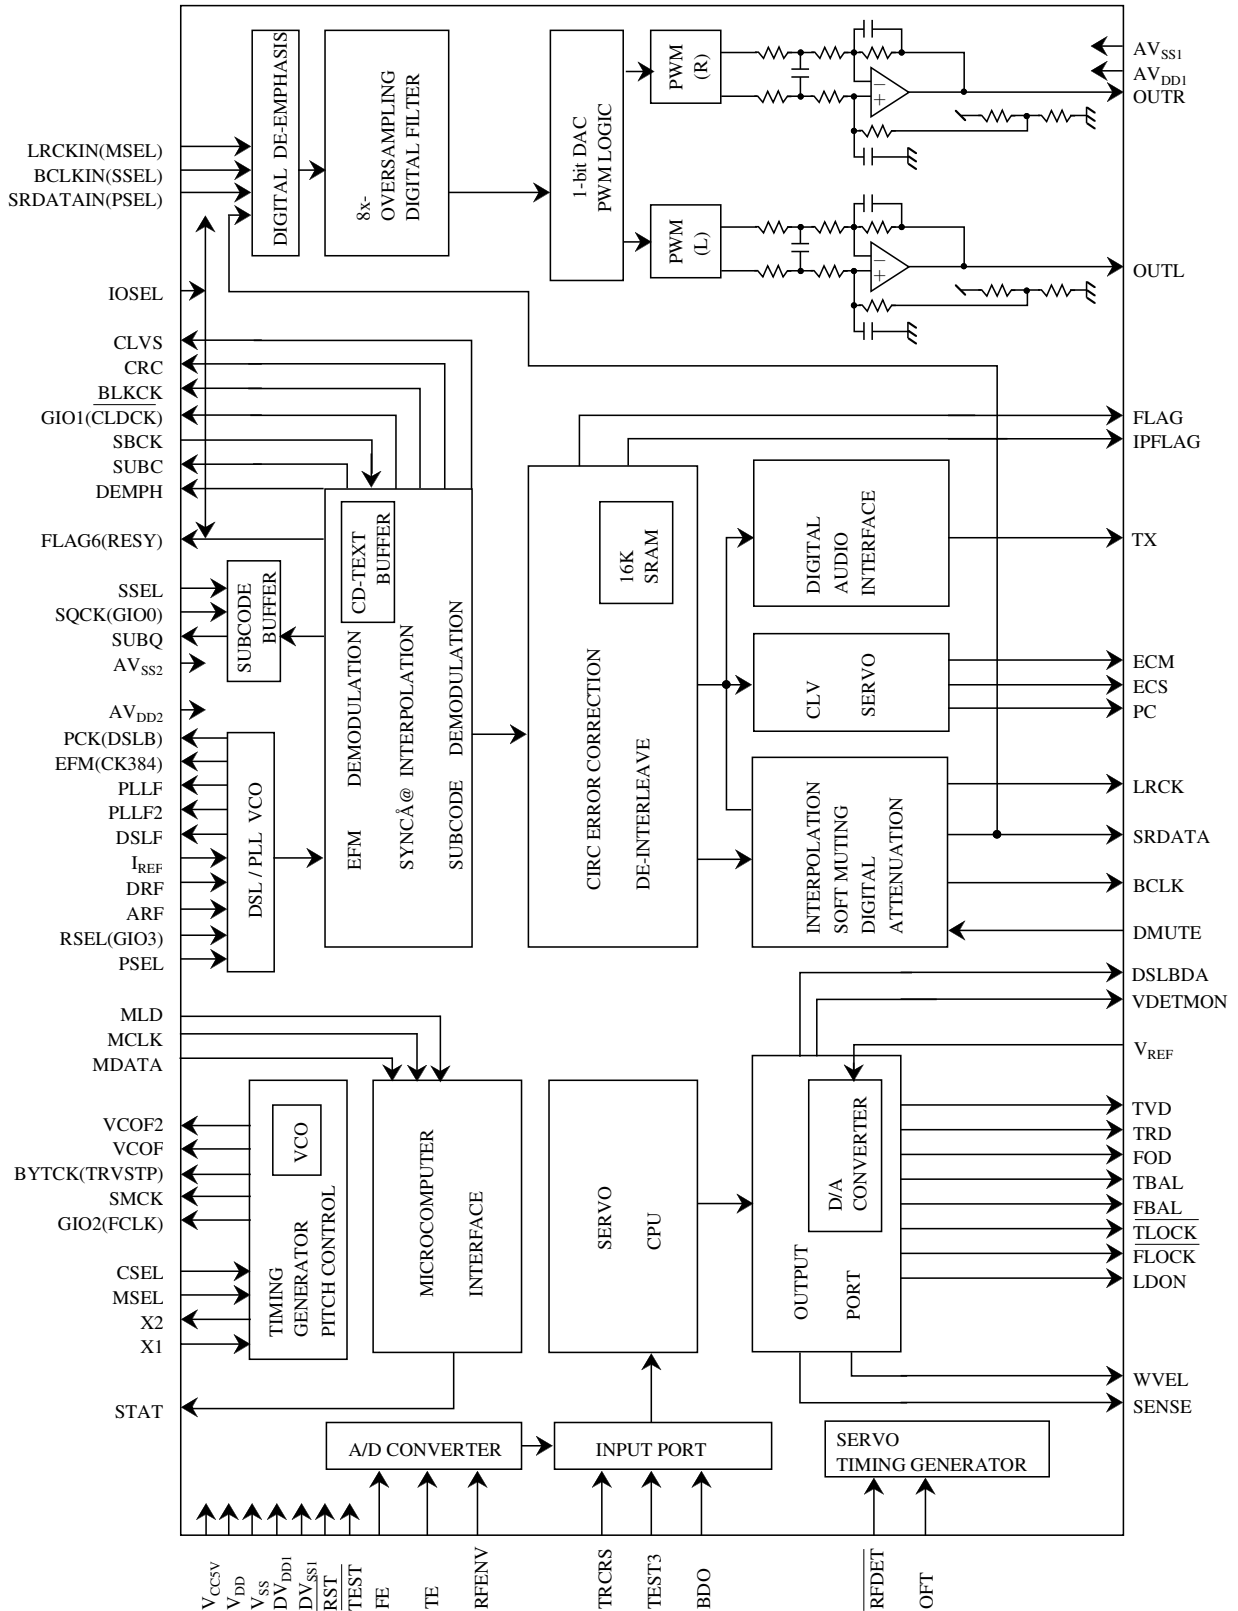 LRCKIN(MSEL)
BCLKIN(SSEL)
SRDATAIN(PSEL)
IOSEL
CLVS
CRC
BLKCK
GIO1(CLDCK)
SBCK
SUBC
DEMPH
FLAG6(RESY)
SSEL
SQCK(GIO0)
SUBQ
AVSS2
AVDD2
PCK(DSLB)
EFM(CK384)
PLLF
PLLF2
DSLF
IREF
DRF
ARF
RSEL(GIO3)
PSEL
MLD
MCLK
MDATA
VCOF2
VCOF
BYTCK(TRVSTP)
SMCK
GIO2(FCLK)
CSEL
MSEL
X2
X1
STAT
DIGITAL DE-EMPHASIS
8x-
OVERSAMPLING
DIGITAL FILTER
1-bit DAC
PWM LOGIC
PWM
(R)
PWM
(L)
−
+
−
+
CD-TEXT
BUFFER
EFM DEMODULATION
SYNCÅ@ INTERPOLATION
SUBCODE DEMODULATION
SUBCODE
BUFFER
DSL / PLL VCO
CIRC ERROR CORRECTION
DE-INTERLEAVE
16K
SRAM
DIGITAL
AUDIO
INTERFACE
CLV
SERVO
INTERPOLATION
SOFT MUTING
DIGITAL
ATTENUATION
VCO
TIMING
GENERATOR
PITCH CONTROL
MICROCOMPUTER
INTERFACE
SERVO
CPU
D/A
CONVERTER
OUTPUT
PORT
A/D CONVERTER
INPUT PORT
SERVO
TIMING GENERATOR
AVSS1
AVDD1
OUTR
OUTL
FLAG
IPFLAG
TX
ECM
ECS
PC
LRCK
SRDATA
BCLK
DMUTE
DSLBDA
VDETMON
VREF
TVD
TRD
FOD
TBAL
FBAL
TLOCK
FLOCK
LDON
WVEL
SENSE
VCC5V
VDD
VSS
DVDD1
DVSS1
RST
TEST
FE
TE
RFENV
TRCRS
TEST3
BDO
RFDET
OFT